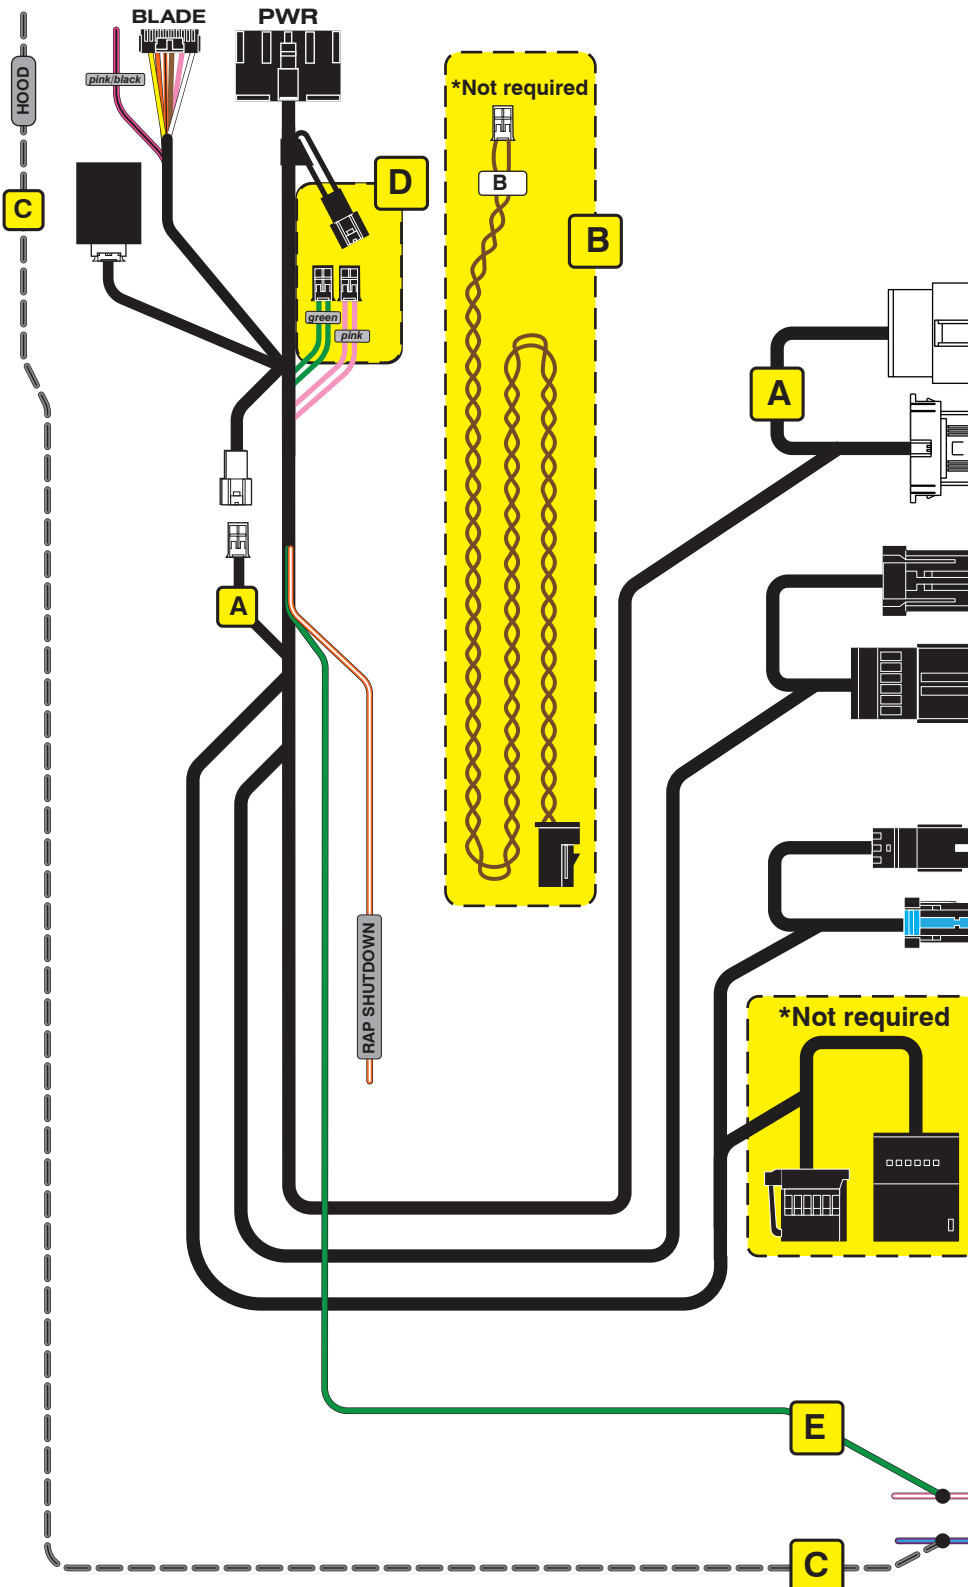 BLADE
PWR
HOOD
pink/black
*Not required
D
B
C
B
green
pink
A
A
RAP SHUTDOWN
*Not required
E
C